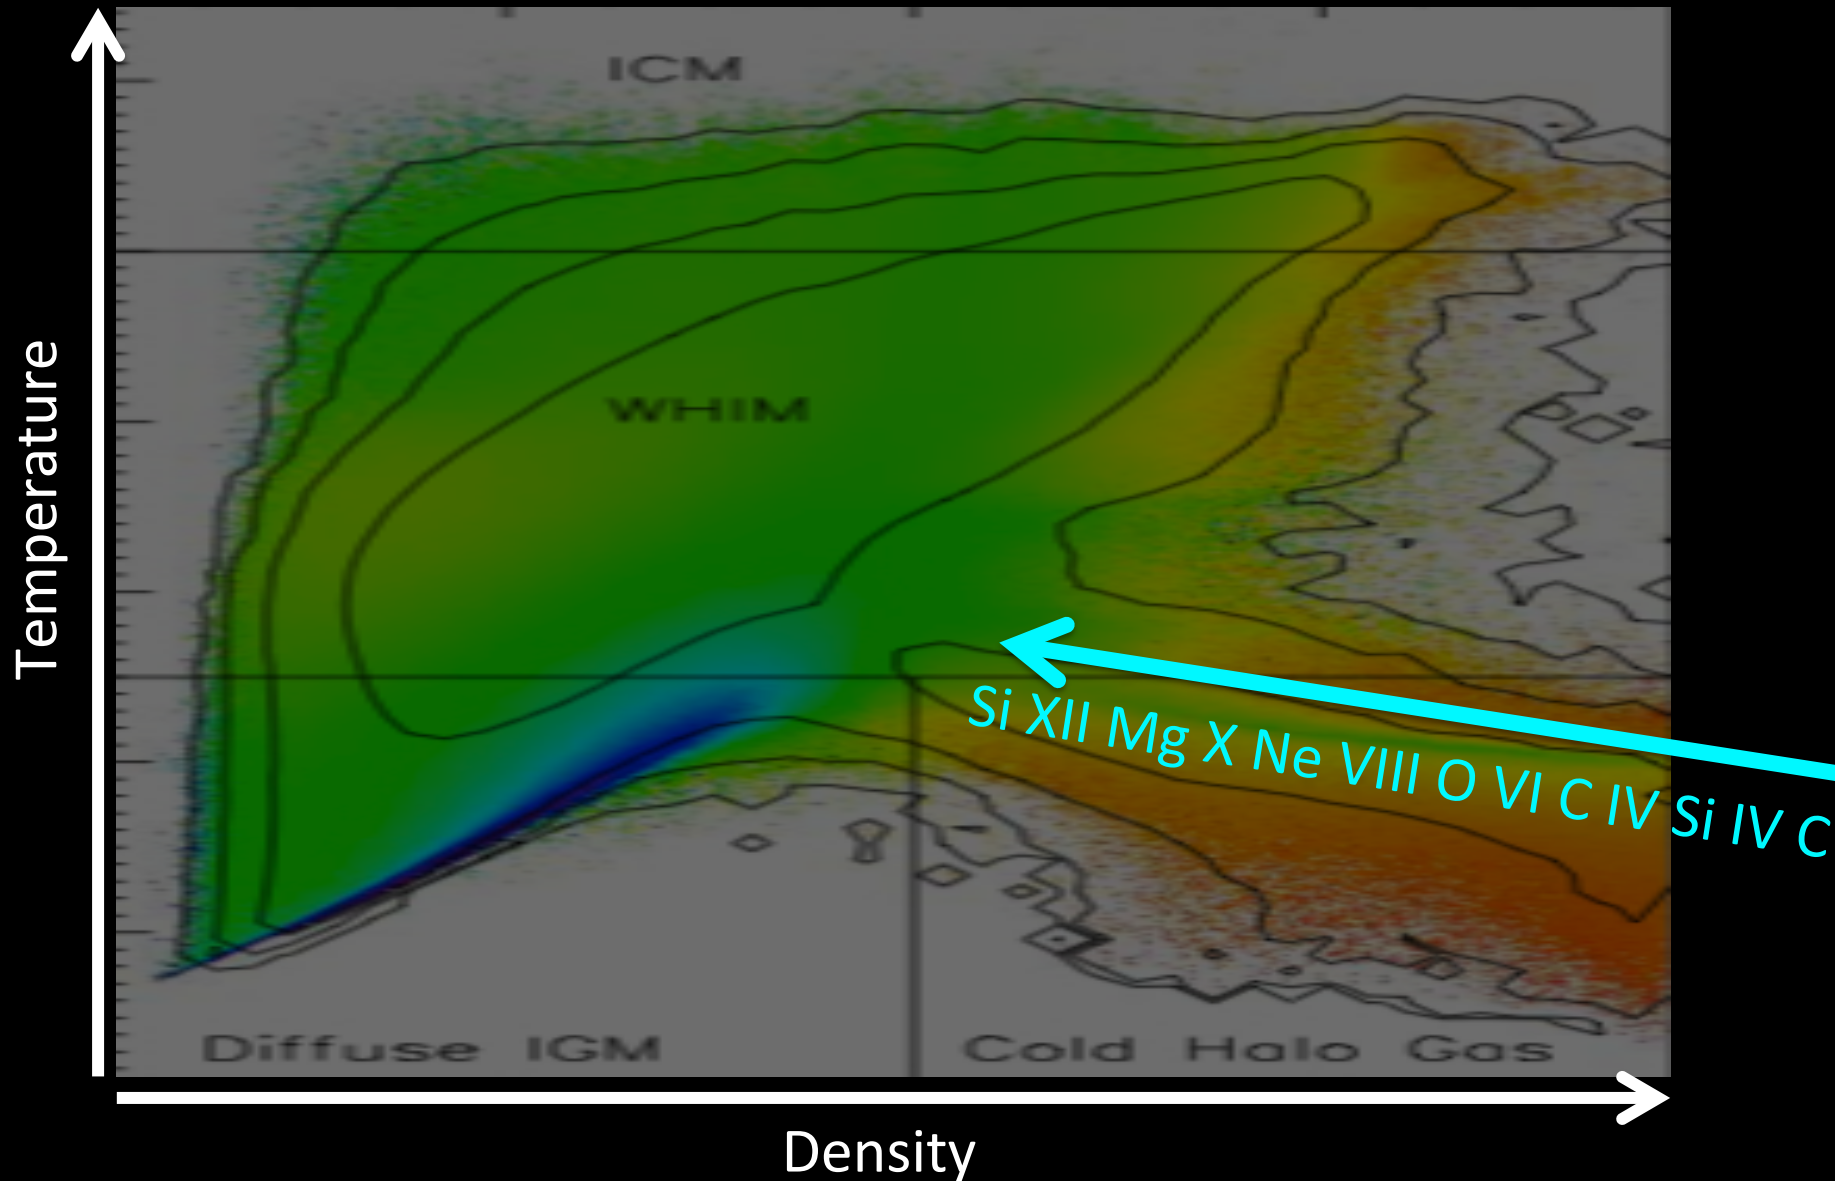 ICM
Temperature
WHIM
Si XII Mg X Ne VIII O VI C IV Si IV C
Diffuse IGM
Cold Halo Gas
Density